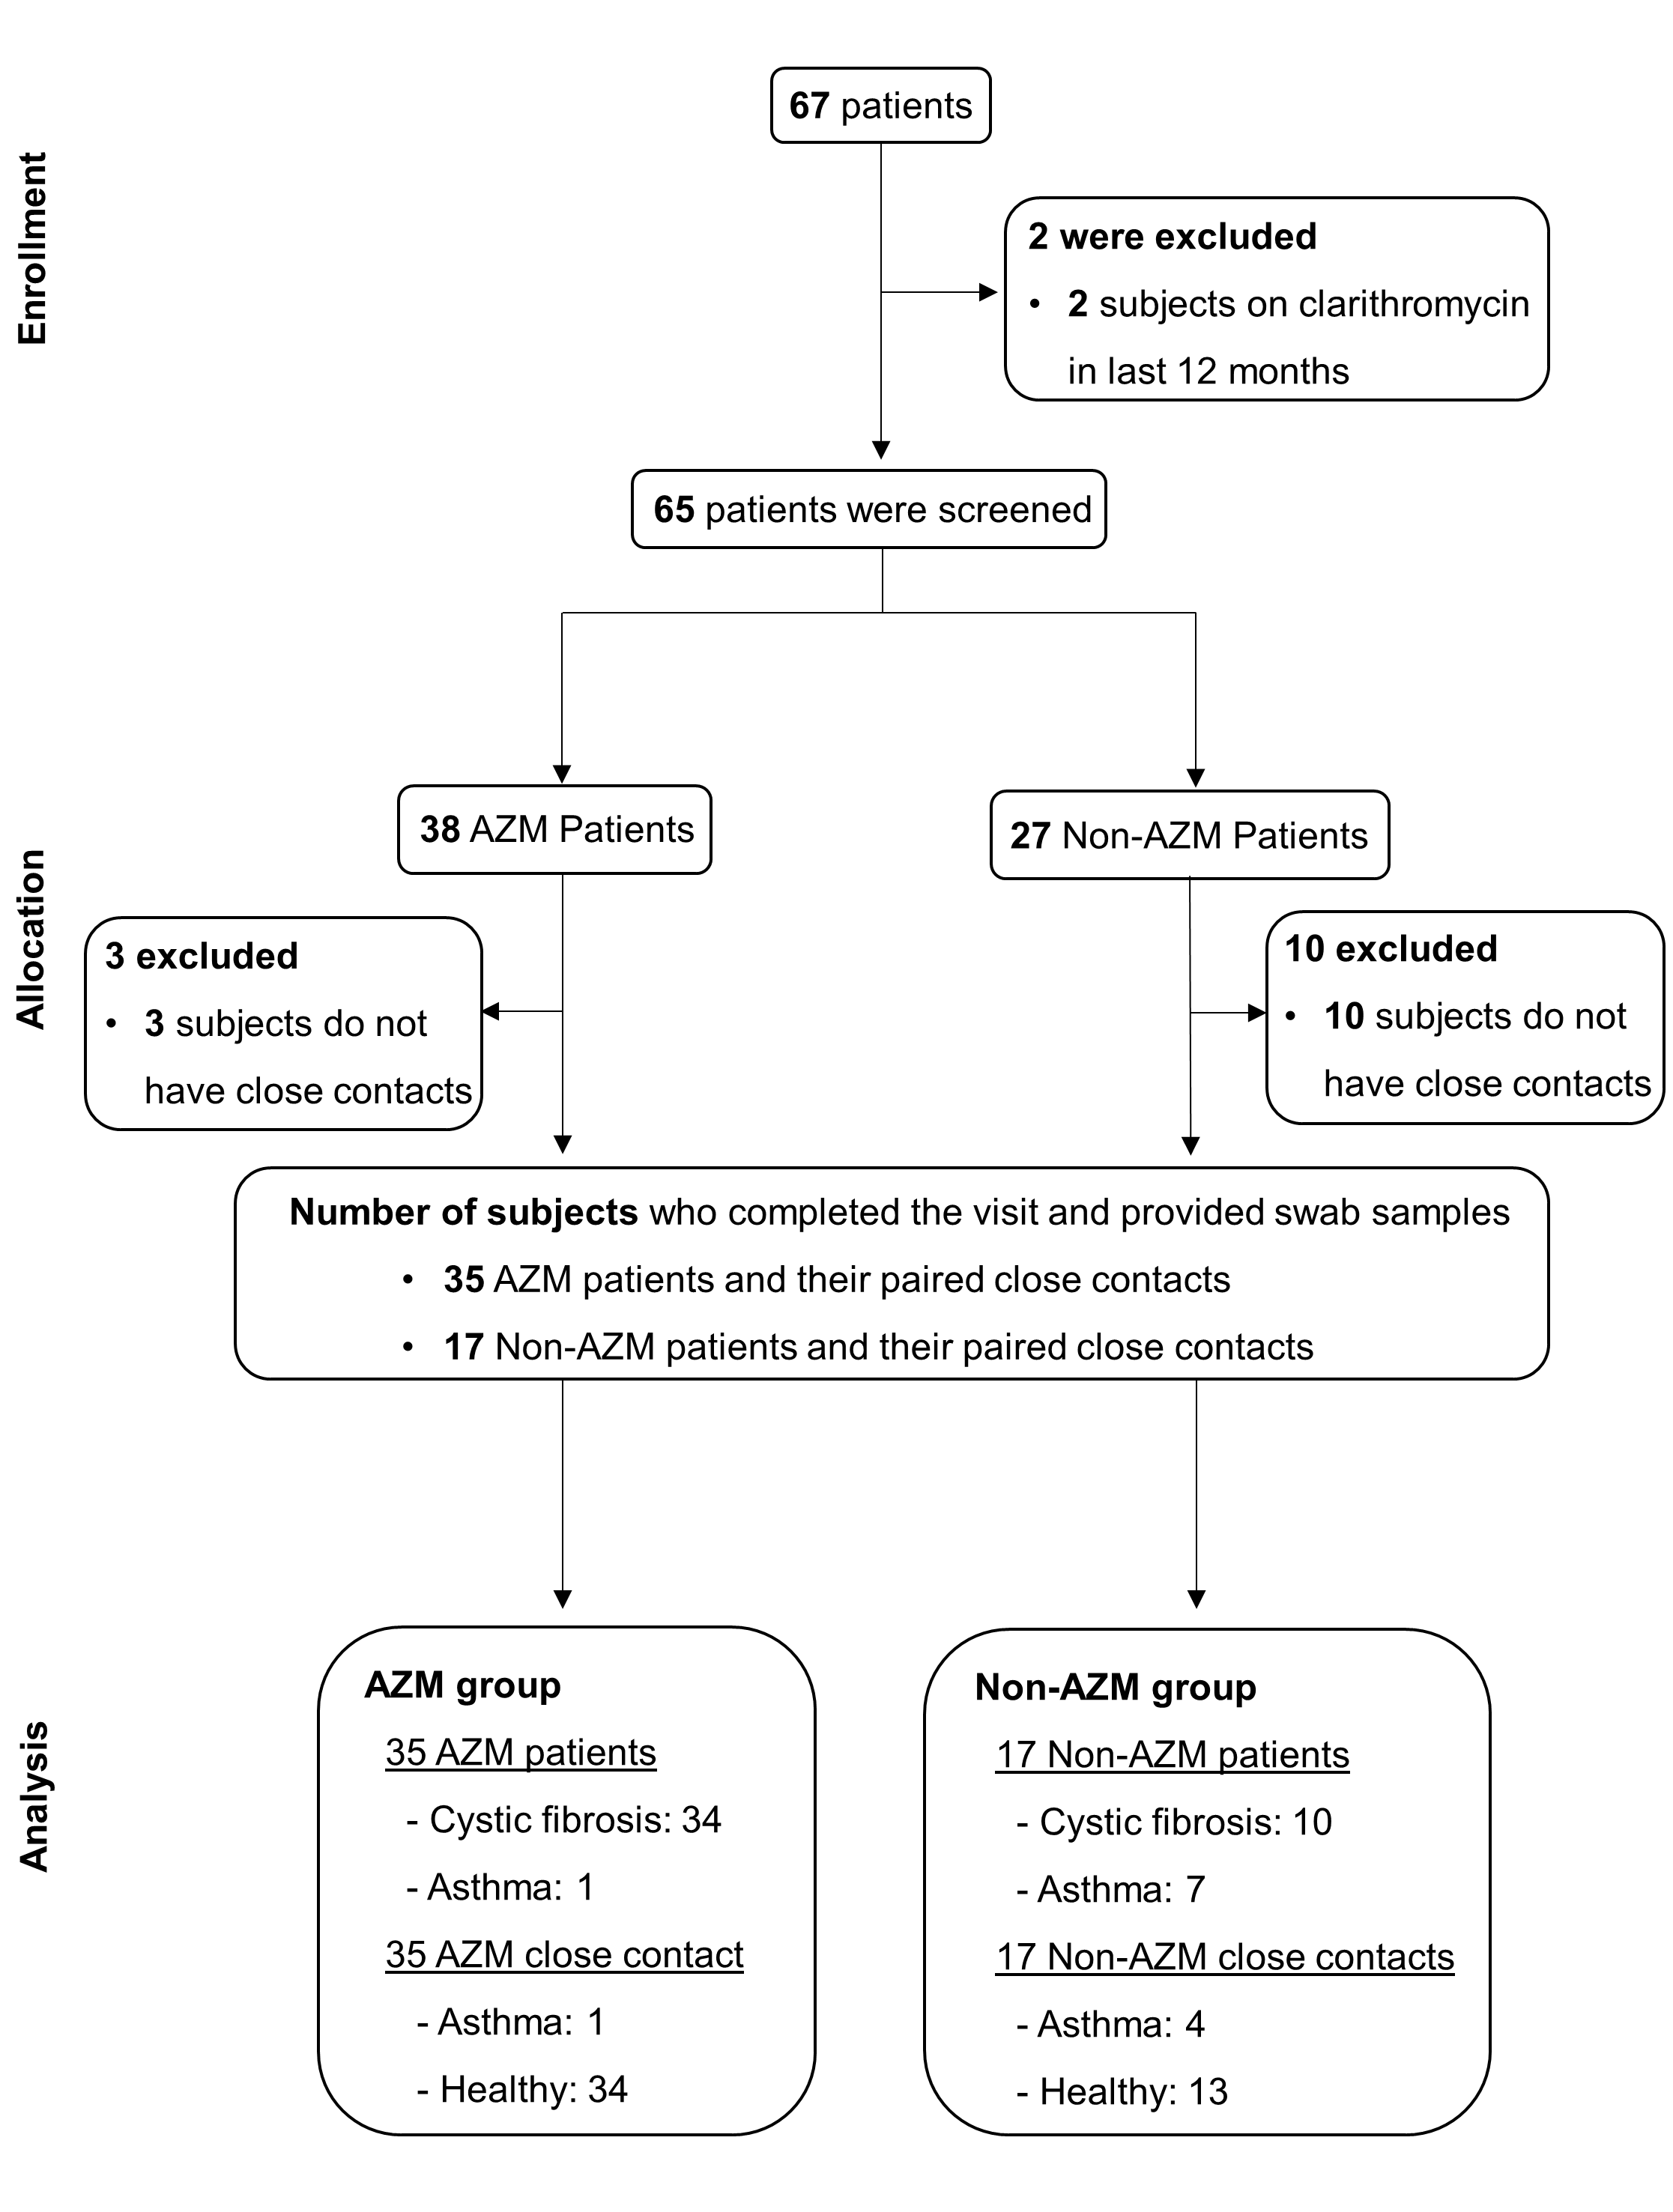 Enrollment
67 patients
2 were excluded
• 2 subjects on clarithromycin
in last 12 months
65 patients were screened
Allocation
38 AZM Patients
27 Non-AZM Patients
3 excluded
• 3 subjects do not
have close contacts
10 excluded
• 10 subjects do not
have close contacts
Number of subjects who completed the visit and provided swab samples
• 35 AZM patients and their paired close contacts
• 17 Non-AZM patients and their paired close contacts
Analysis
AZM group
35 AZM patients
- Cystic fibrosis: 34
- Asthma: 1
35 AZM close contact
- Asthma: 1
- Healthy: 34
Non-AZM group
17 Non-AZM patients
- Cystic fibrosis: 10
- Asthma: 7
17 Non-AZM close contacts
- Asthma: 4
- Healthy: 13